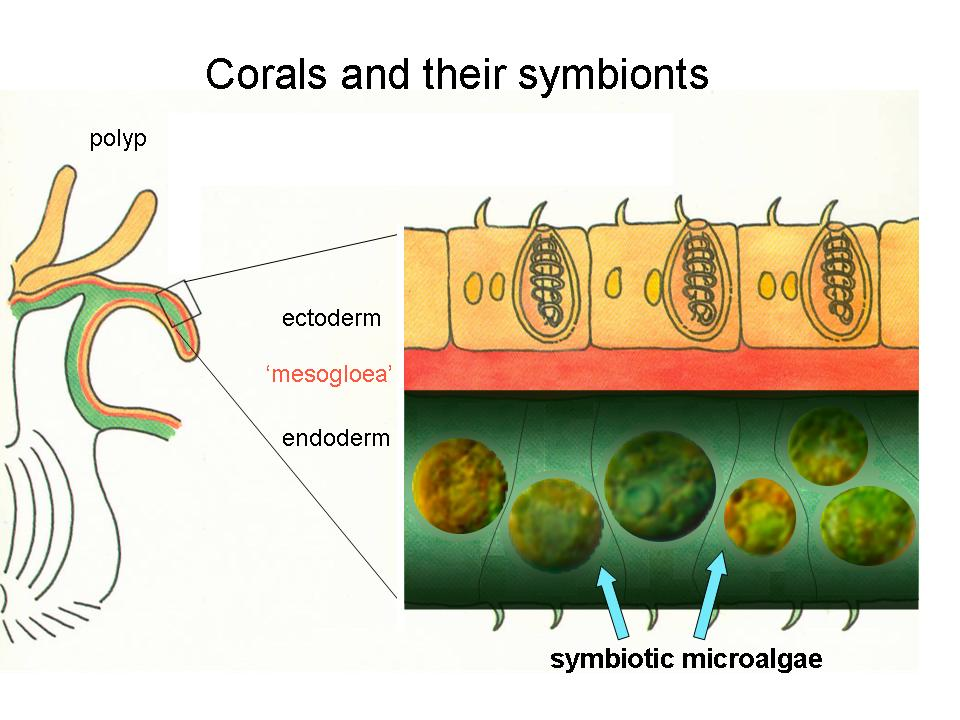 Corals and their symbionts
polyp
ectoderm
‘mesogloea’
endoderm
symbiotic microalgae